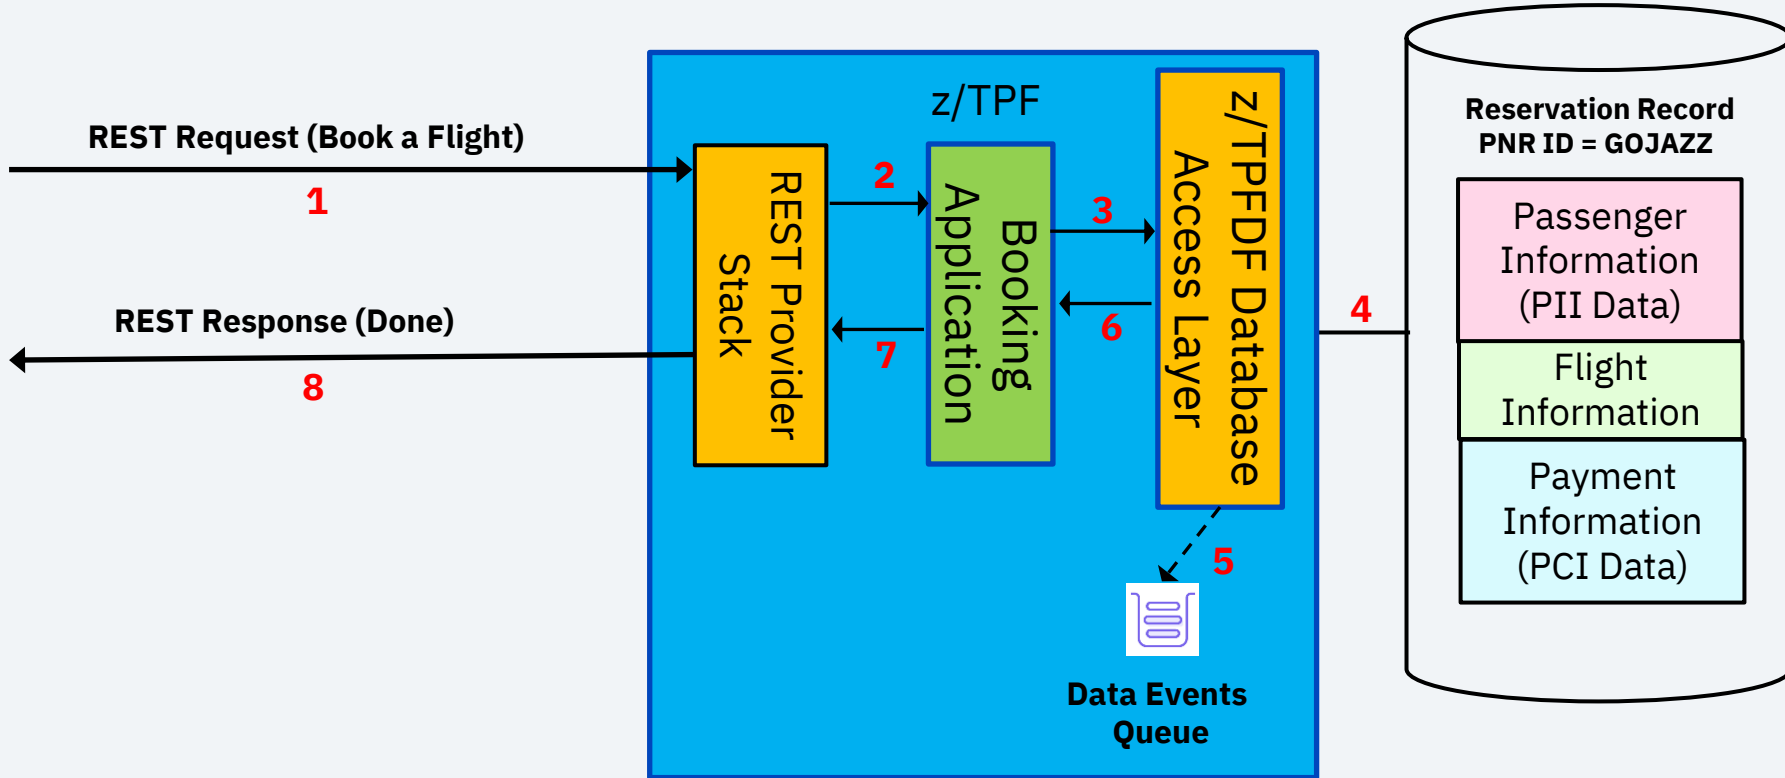 REST Request (Book a Flight)
1
REST Response (Done)
8
z/TPF
REST Provider
Stack
2
7
Booking
Application
3
6
z/TPFDF Database
Access Layer
5
Data Events
Queue
4
Reservation Record
PNR ID = GOJAZZ
Passenger
Information
(PII Data)
Flight
Information
Payment
Information
(PCI Data)